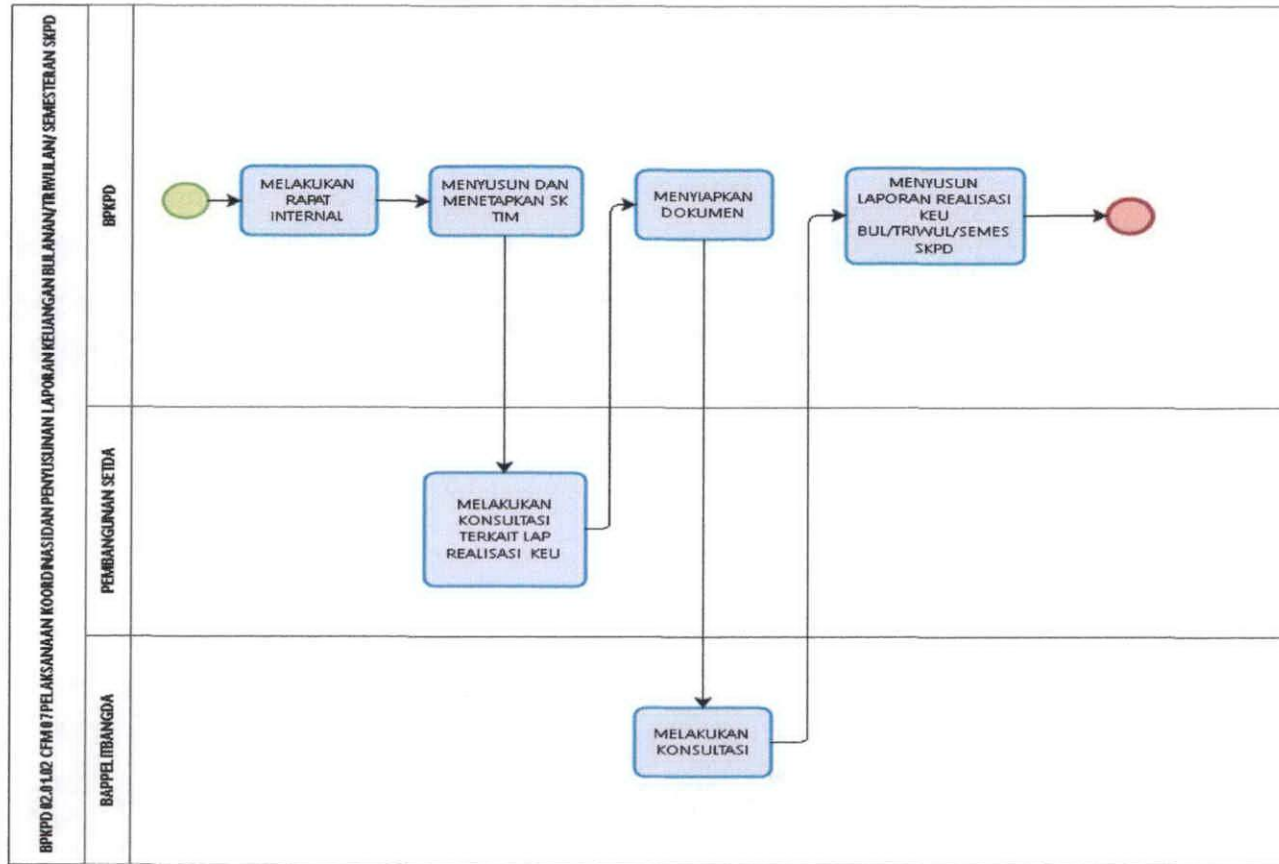 BPKPD 02.01.02 CFM 07 PELAKSANAAN KOORDINASI DAN PENYUSUNAN LAPORAN KEUANGAN BULANAN/TRIWULAN/ SEMESTERAN SKPD
BPKPD
MELAKUKAN
RAPAT
INTERNAL
MENYUSUN DAN
MENETAPKAN SK
TIM
MENYIAPKAN
DOKUMEN
MENYUSUN
LAPORAN REALISASI
KEU
BUL/TRIWUL/SEMES
SKPD
PEMBANGUNAN SETDA
MELAKUKAN
KONSULTASI
TERKAIT LAP
REALISASI KEU
BAPPELITBANGDA
MELAKUKAN
KONSULTASI